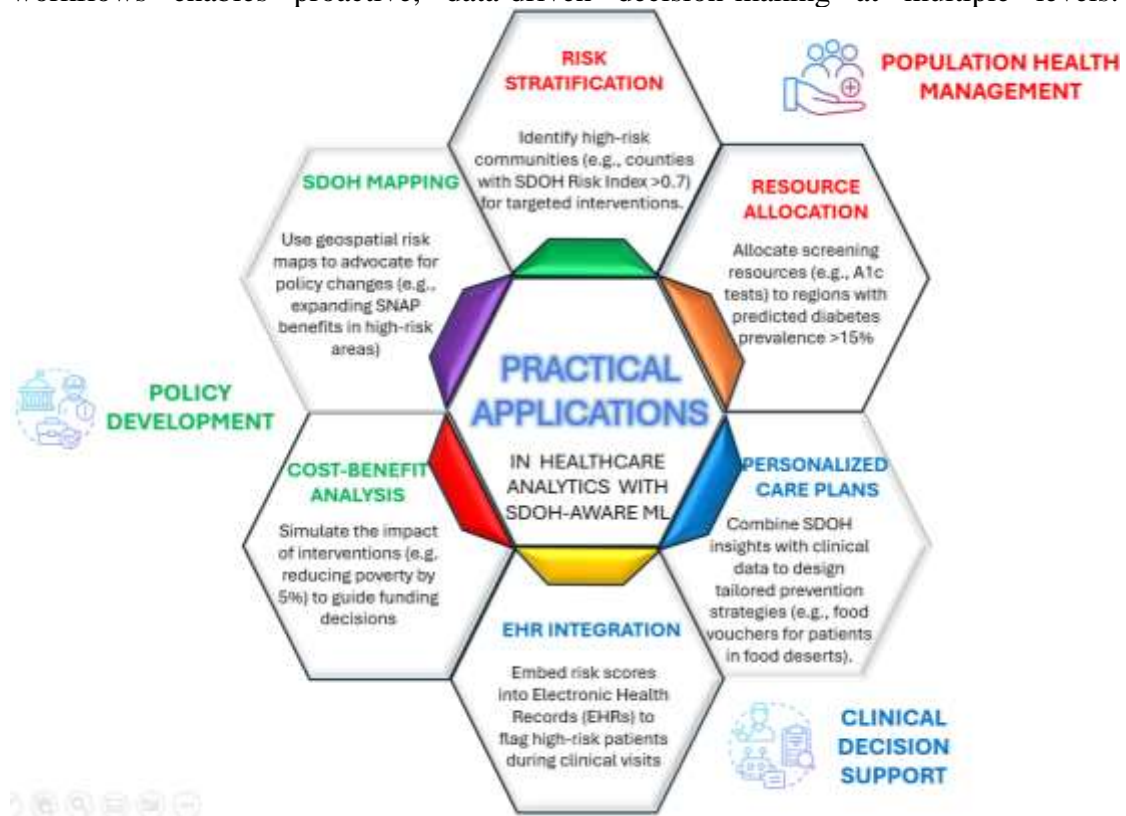 workflows enables proactive, data-driven decision-making at multiple levels.
RISK
STRATIFICATION
Identify high-risk
communities (e.g., counties
with SDOH Risk Index >0.7)
for targeted interventions.
POPULATION HEALTH
MANAGEMENT
SDOH MAPPING
Use geospatial risk
maps to advocate for
policy changes (e.g.,
expanding SNAP
benefits in high-risk
areas)
RESOURCE
ALLOCATION
Allocate screening
resources (e.g., A1c
tests) to regions with
predicted diabetes
prevalence >15%
PRACTICAL
APPLICATIONS
IN HEALTHCARE
ANALYTICS WITH
SDOH-AWARE ML
POLICY
DEVELOPMENT
COST-BENEFIT
ANALYSIS
Simulate the impact
of interventions (e.g.
reducing poverty by
5%) to guide funding
decisions
PERSONALIZED
CARE PLANS
Combine SDOH
insights with clinical
data to design
tailored prevention
strategies (e.g., food
vouchers for patients
in food deserts).
EHR INTEGRATION
Embed risk scores
into Electronic Health
Records (EHRs) to
flag high-risk patients
during clinical visits
CLINICAL
DECISION
SUPPORT